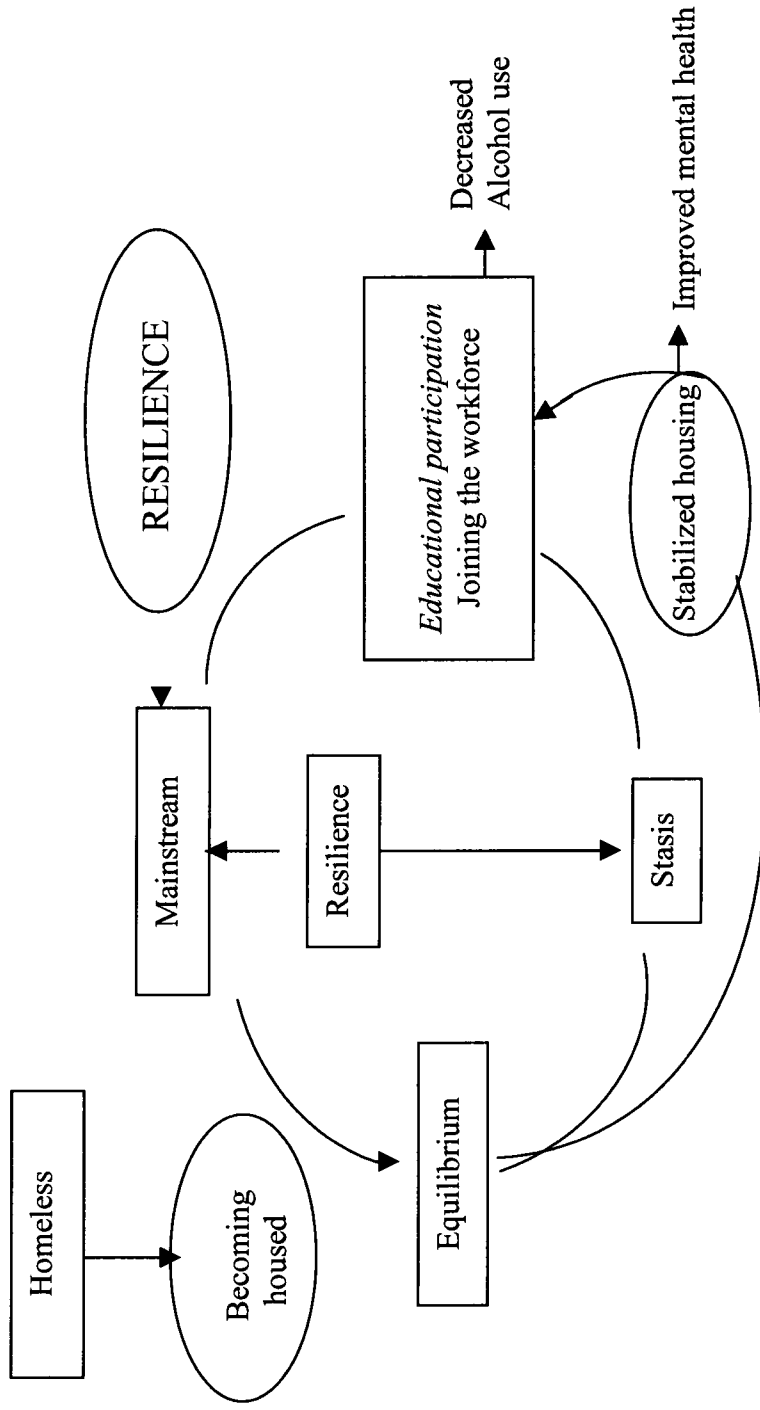 Homeless
Becoming
housed
Mainstream
RESILIENCE
Equilibrium
Resilience
Educational participation
Joining the workforce
Decreased
Alcohol use
Stasis
Stabilized housing
Improved mental health